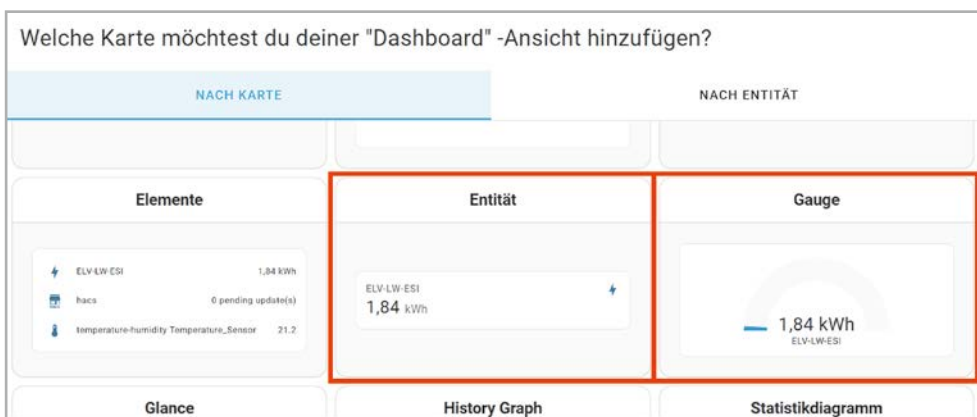 Welche Karte möchtest du deiner "Dashboard" -Ansicht hinzufügen?
NACH KARTE
NACH ENTITÄT
Elemente
ELV-LW-ESI 1,84 kWh
hacs 0 pending update(s)
temperature-humidity Temperature_Sensor 21.2
Entität
ELV-LW-ESI
1,84 kWh
Gauge
1,84 kWh
ELV-LW-ESI
Glance
History Graph
Statistikdiagramm